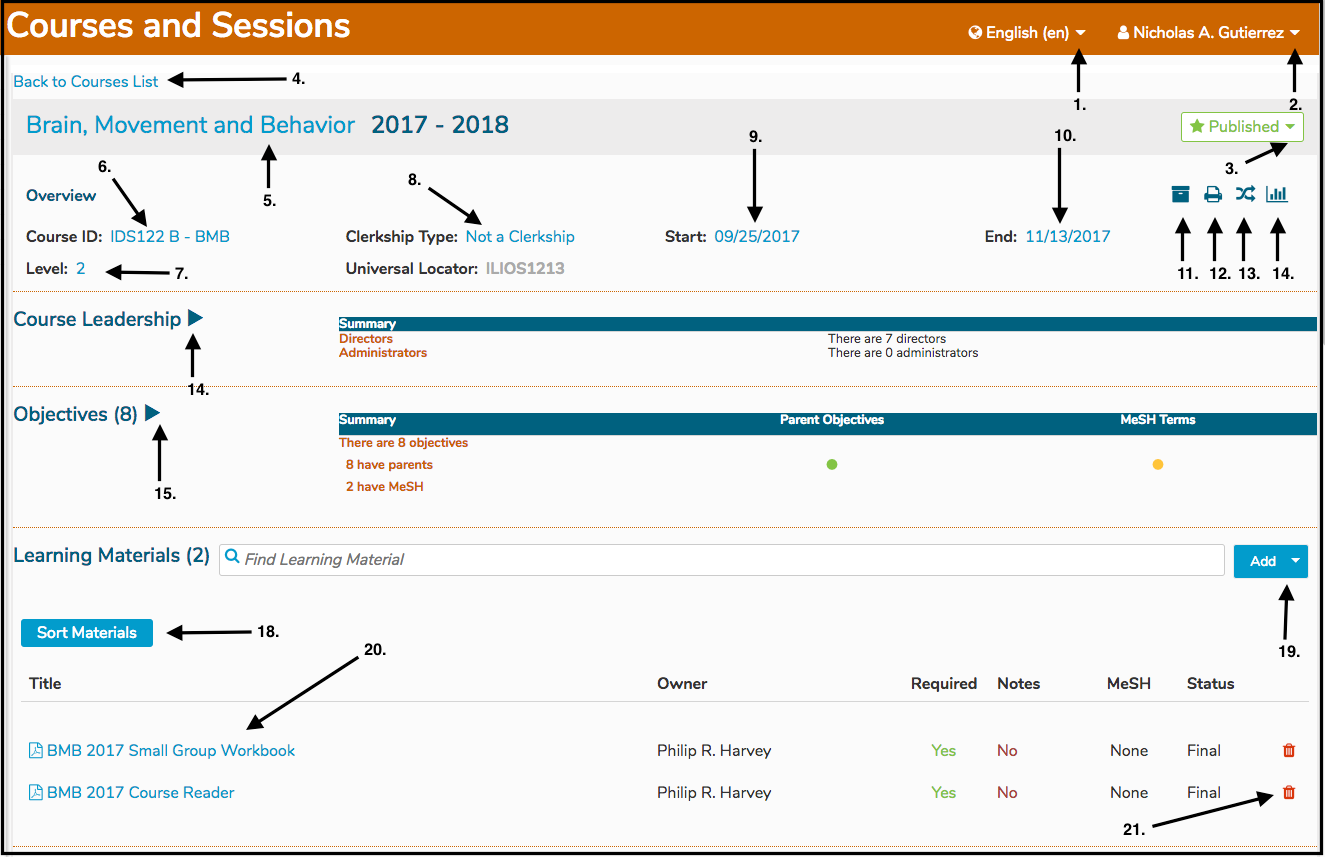 Courses and Sessions
English (en)
Nicholas A. Gutierrez
Back to Courses List
4.
1.
2.
Brain, Movement and Behavior 2017 - 2018
Published
9.
10.
3.
6.
8.
5.
Overview
Course ID: IDS122 B - BMB
Clerkship Type: Not a Clerkship
Start: 09/25/2017
End: 11/13/2017
Level: 2
7.
Universal Locator: ILIOS1213
11. 12. 13. 14.
Course Leadership
14.
Summary
Directors There are 7 directors
Administrators There are 0 administrators
Objectives (8)
15.
Summary Parent Objectives MeSH Terms
There are 8 objectives
8 have parents
2 have MeSH
Learning Materials (2)
Find Learning Material
Add
19.
Sort Materials
18.
20.
Title Owner Required Notes MeSH Status
BMB 2017 Small Group Workbook Philip R. Harvey Yes No None Final
BMB 2017 Course Reader Philip R. Harvey Yes No None Final
21.